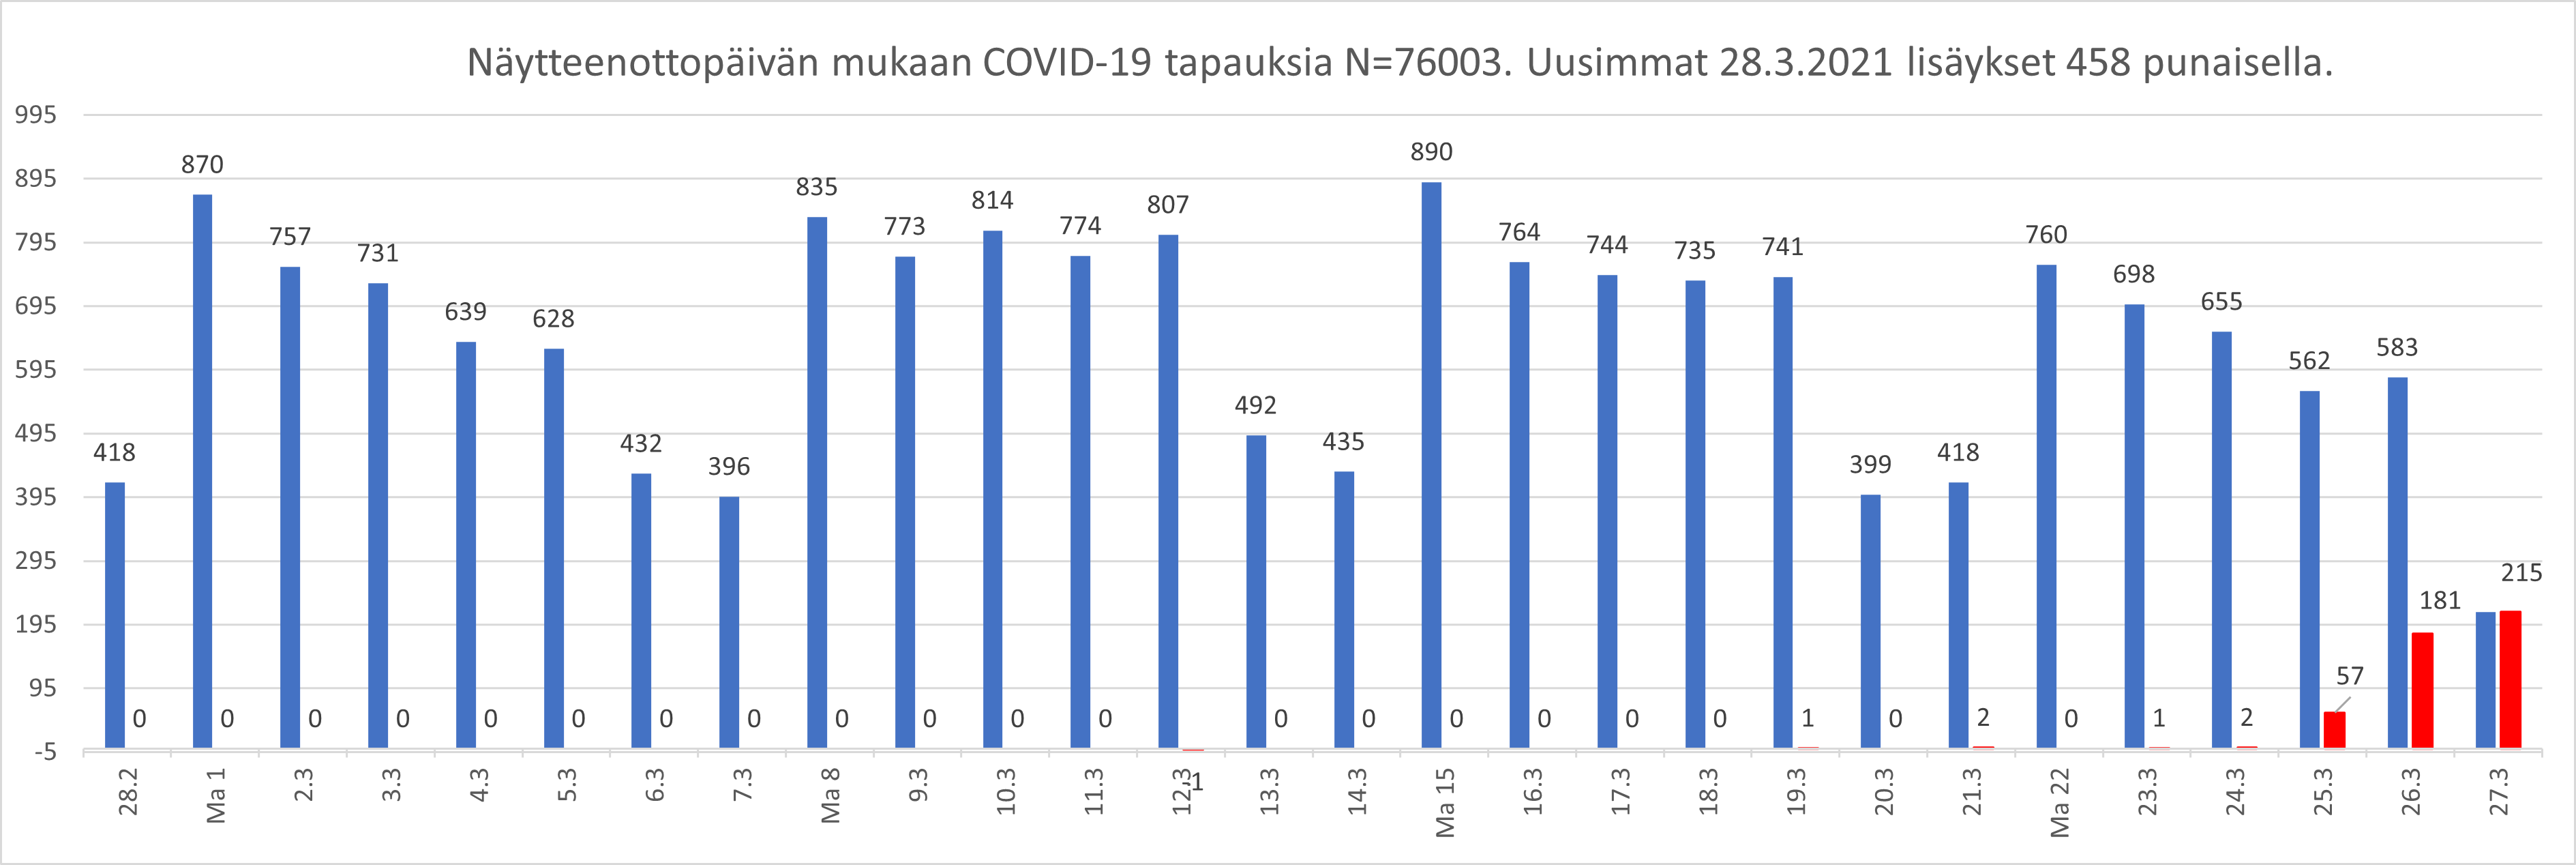 Näytteenottopäivän mukaan COVID-19 tapauksia N=76003. Uusimmat 28.3.2021 lisäykset 458 punaisella.
995
895
795
695
595
495
395
295
195
95
-5
418 870 757 731 639 628 432 396 835 773 814 774 807 492 435 890 764 744 735 741 399 418 760 698 655 562 583
0 0 0 0 0 0 0 0 0 0 0 0 -1 0 0 0 0 0 0 1 0 2 0 1 2 57 181 215
28.2 Ma 1 2.3 3.3 4.3 5.3 6.3 7.3 Ma 8 9.3 10.3 11.3 12.3 13.3 14.3 Ma 15 16.3 17.3 18.3 19.3 20.3 21.3 Ma 22 23.3 24.3 25.3 26.3 27.3